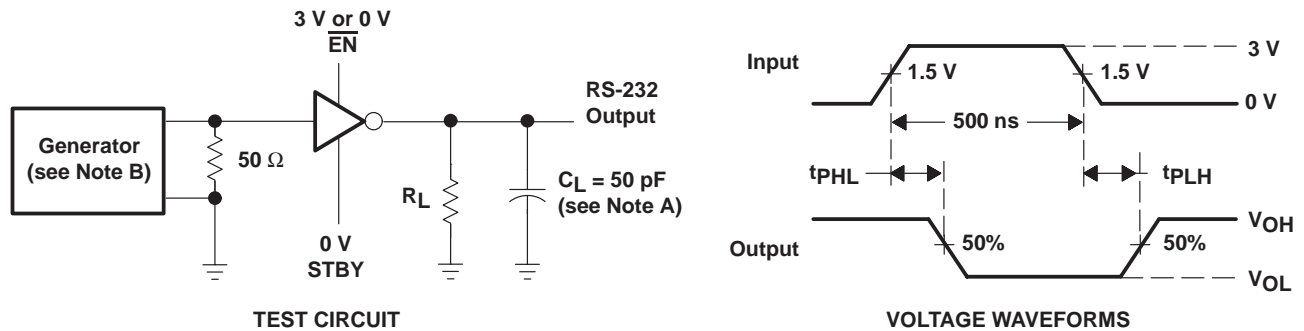 3 V or 0 V
EN
Generator
(see Note B)
50 Ω
0 V
STBY
RL
CL = 50 pF
(see Note A)
RS-232
Output
TEST CIRCUIT
Input
1.5 V
1.5 V
3 V
0 V
500 ns
tPHL
tPLH
Output
50%
50%
VOH
VOL
VOLTAGE WAVEFORMS